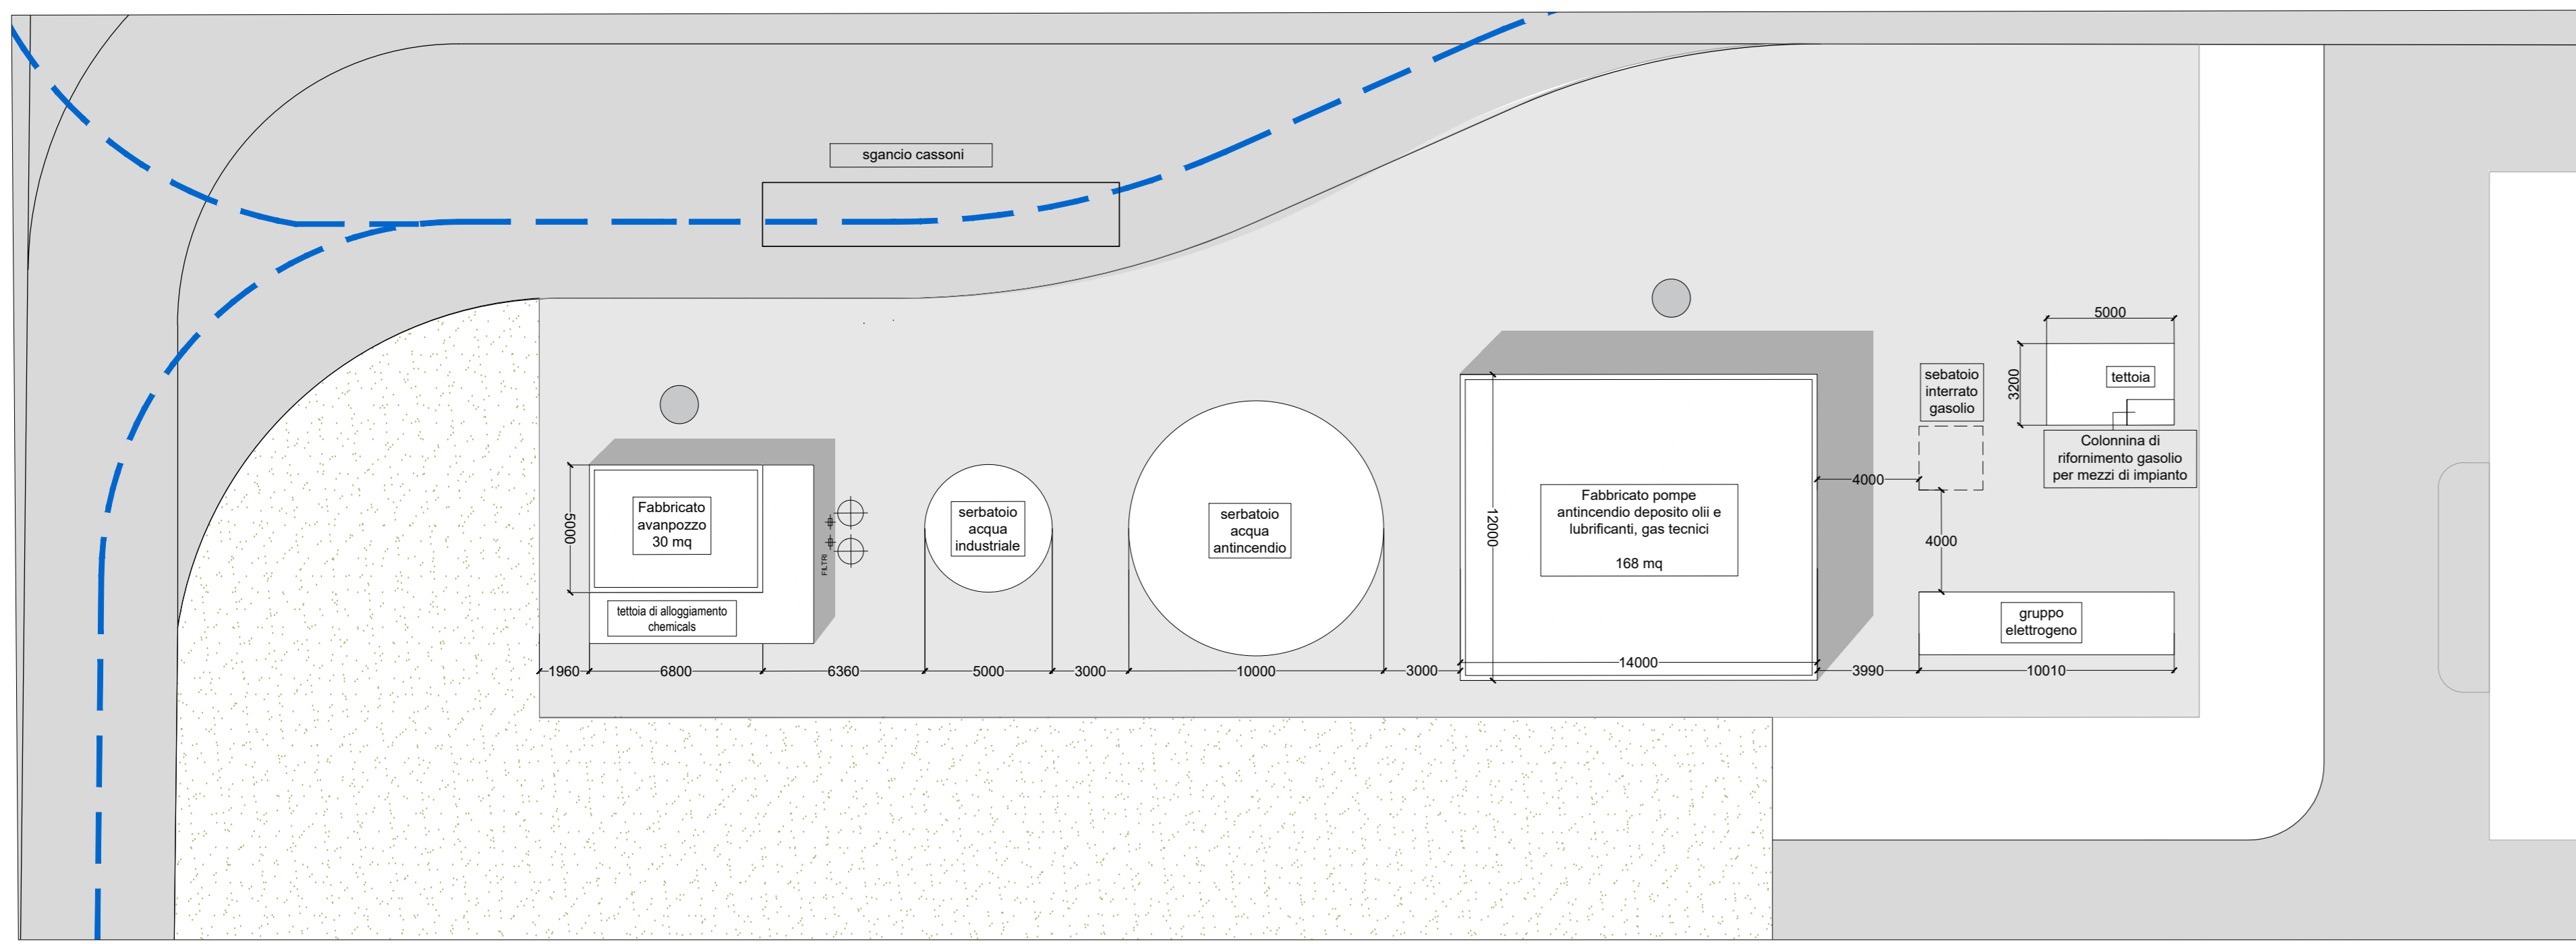 sgancio cassoni
5000
3200
tettoia
sebatoio
interrato
gasolio
Colonnina di
rifornimento gasolio
per mezzi di impianto
5000
Fabbricato
avanpozzo
30 mq
FILTRI
serbatoio
acqua
industriale
serbatoio
acqua
antincendio
12000
Fabbricato pompe
antincendio deposito olii e
lubrificanti, gas tecnici
168 mq
4000
4000
tettoia di alloggiamento
chemicals
gruppo
elettrogeno
1960
6800
6360
5000
3000
10000
3000
14000
3990
10010